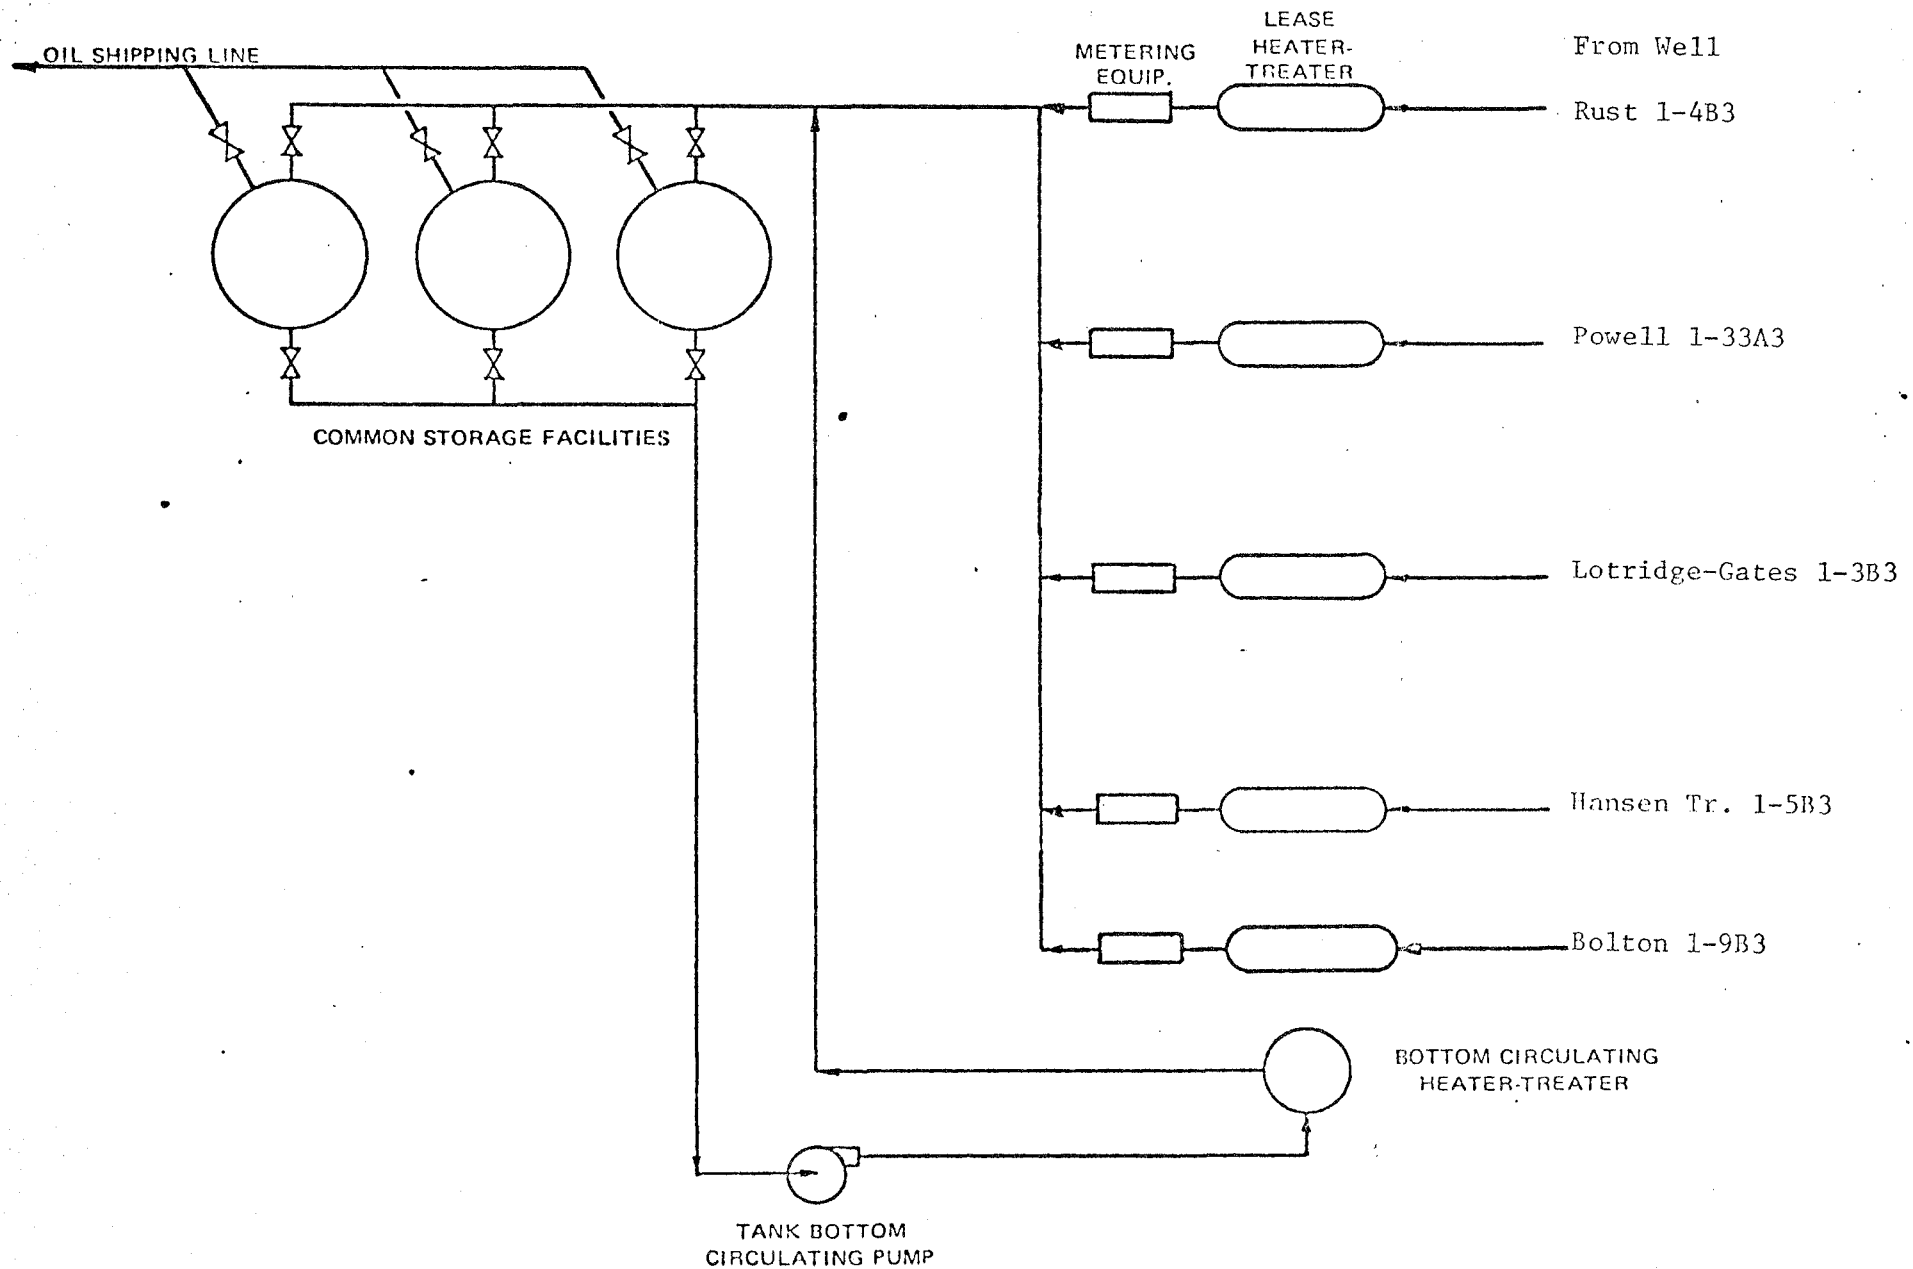 OIL SHIPPING LINE
METERING
EQUIP.
LEASE
HEATER-
TREATER
From Well
Rust 1-4B3
Powell 1-33A3
Lotridge-Gates 1-3B3
COMMON STORAGE FACILITIES
Hansen Tr. 1-5B3
Bolton 1-9B3
BOTTOM CIRCULATING
HEATER-TREATER
TANK BOTTOM
CIRCULATING PUMP